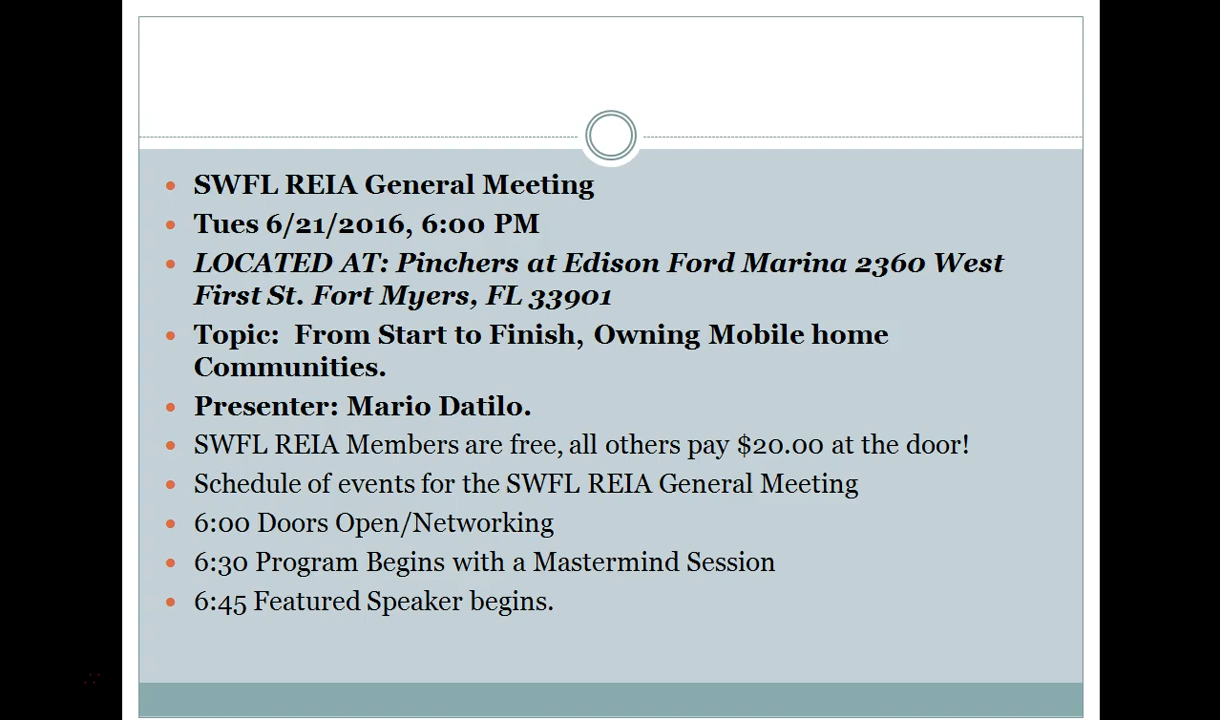 SWFL REIA General Meeting
Tues 6/21/2016, 6:00 PM
LOCATED AT: Pinchers at Edison Ford Marina 2360 West
First St. Fort Myers, FL 33901
Topic:  From Start to Finish, Owning Mobile home
Communities.
Presenter: Mario Datilo.
SWFL REIA Members are free, all others pay $20.00 at the door!
Schedule of events for the SWFL REIA General Meeting
6:00 Doors Open/Networking
6:30 Program Begins with a Mastermind Session
6:45 Featured Speaker begins.